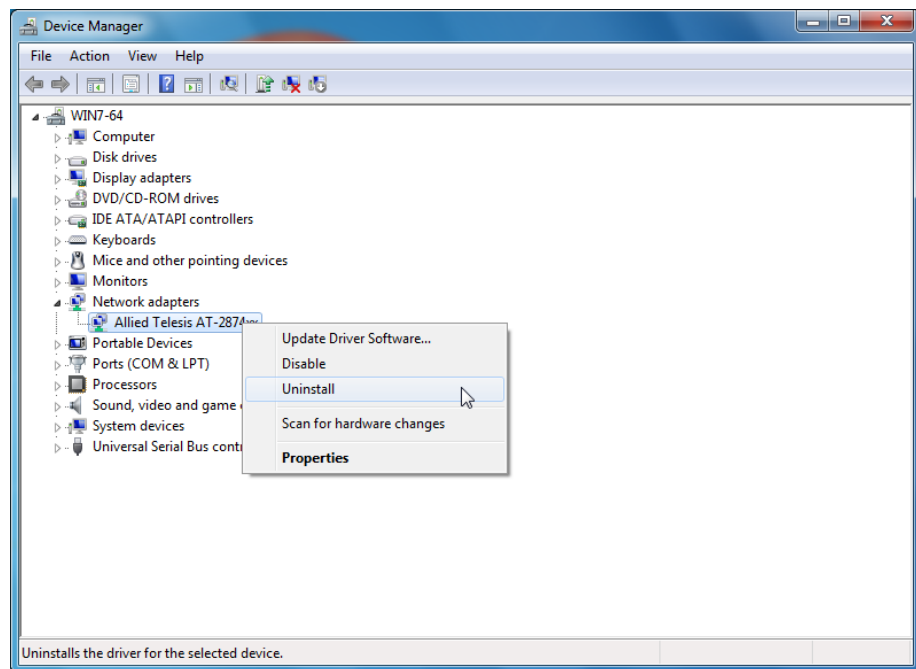 Device Manager
File Action View Help
WIN7-64
Computer
Disk drives
Display adapters
DVD/CD-ROM drives
IDE ATA/ATAPI controllers
Keyboards
Mice and other pointing devices
Monitors
Network adapters
Allied Telesis
Portable Devices
Ports (COM & LPT)
Processors
Sound, video and game
System devices
Universal Serial Bus
Update Driver Software...
Disable
Uninstall
Scan for hardware changes
Properties
Uninstalls the driver for the selected device.